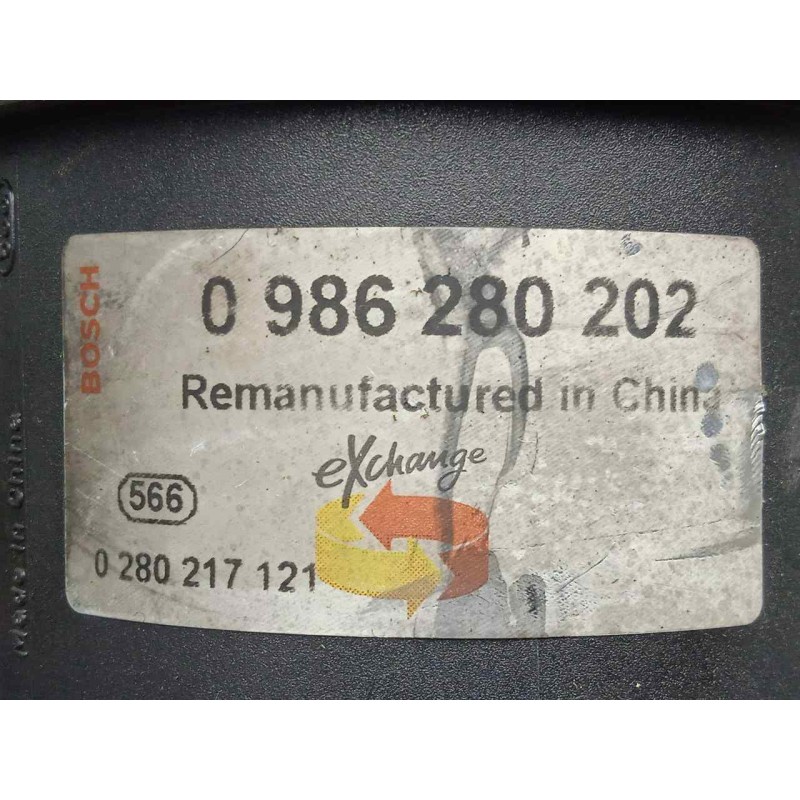 BOSCH
0 986 280 202
Remanufactured in China
eXchange
566
0 280 217 121
Made in China